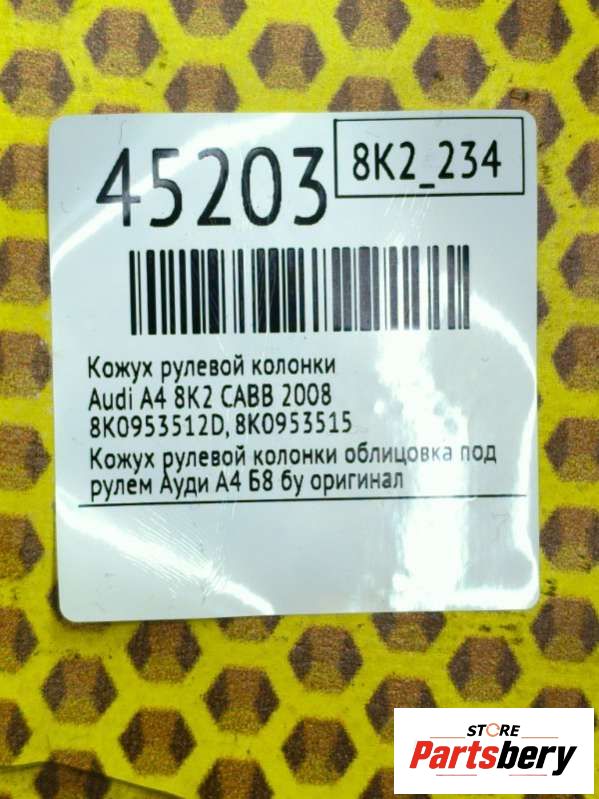 45203
8K2_234
Кожух рулевой колонки
Audi A4 8K2 CABB 2008
8K0953512D, 8K0953515
Кожух рулевой колонки облицовка под
рулем Ауди А4 Б8 бу оригинал
STORE
Partsbery